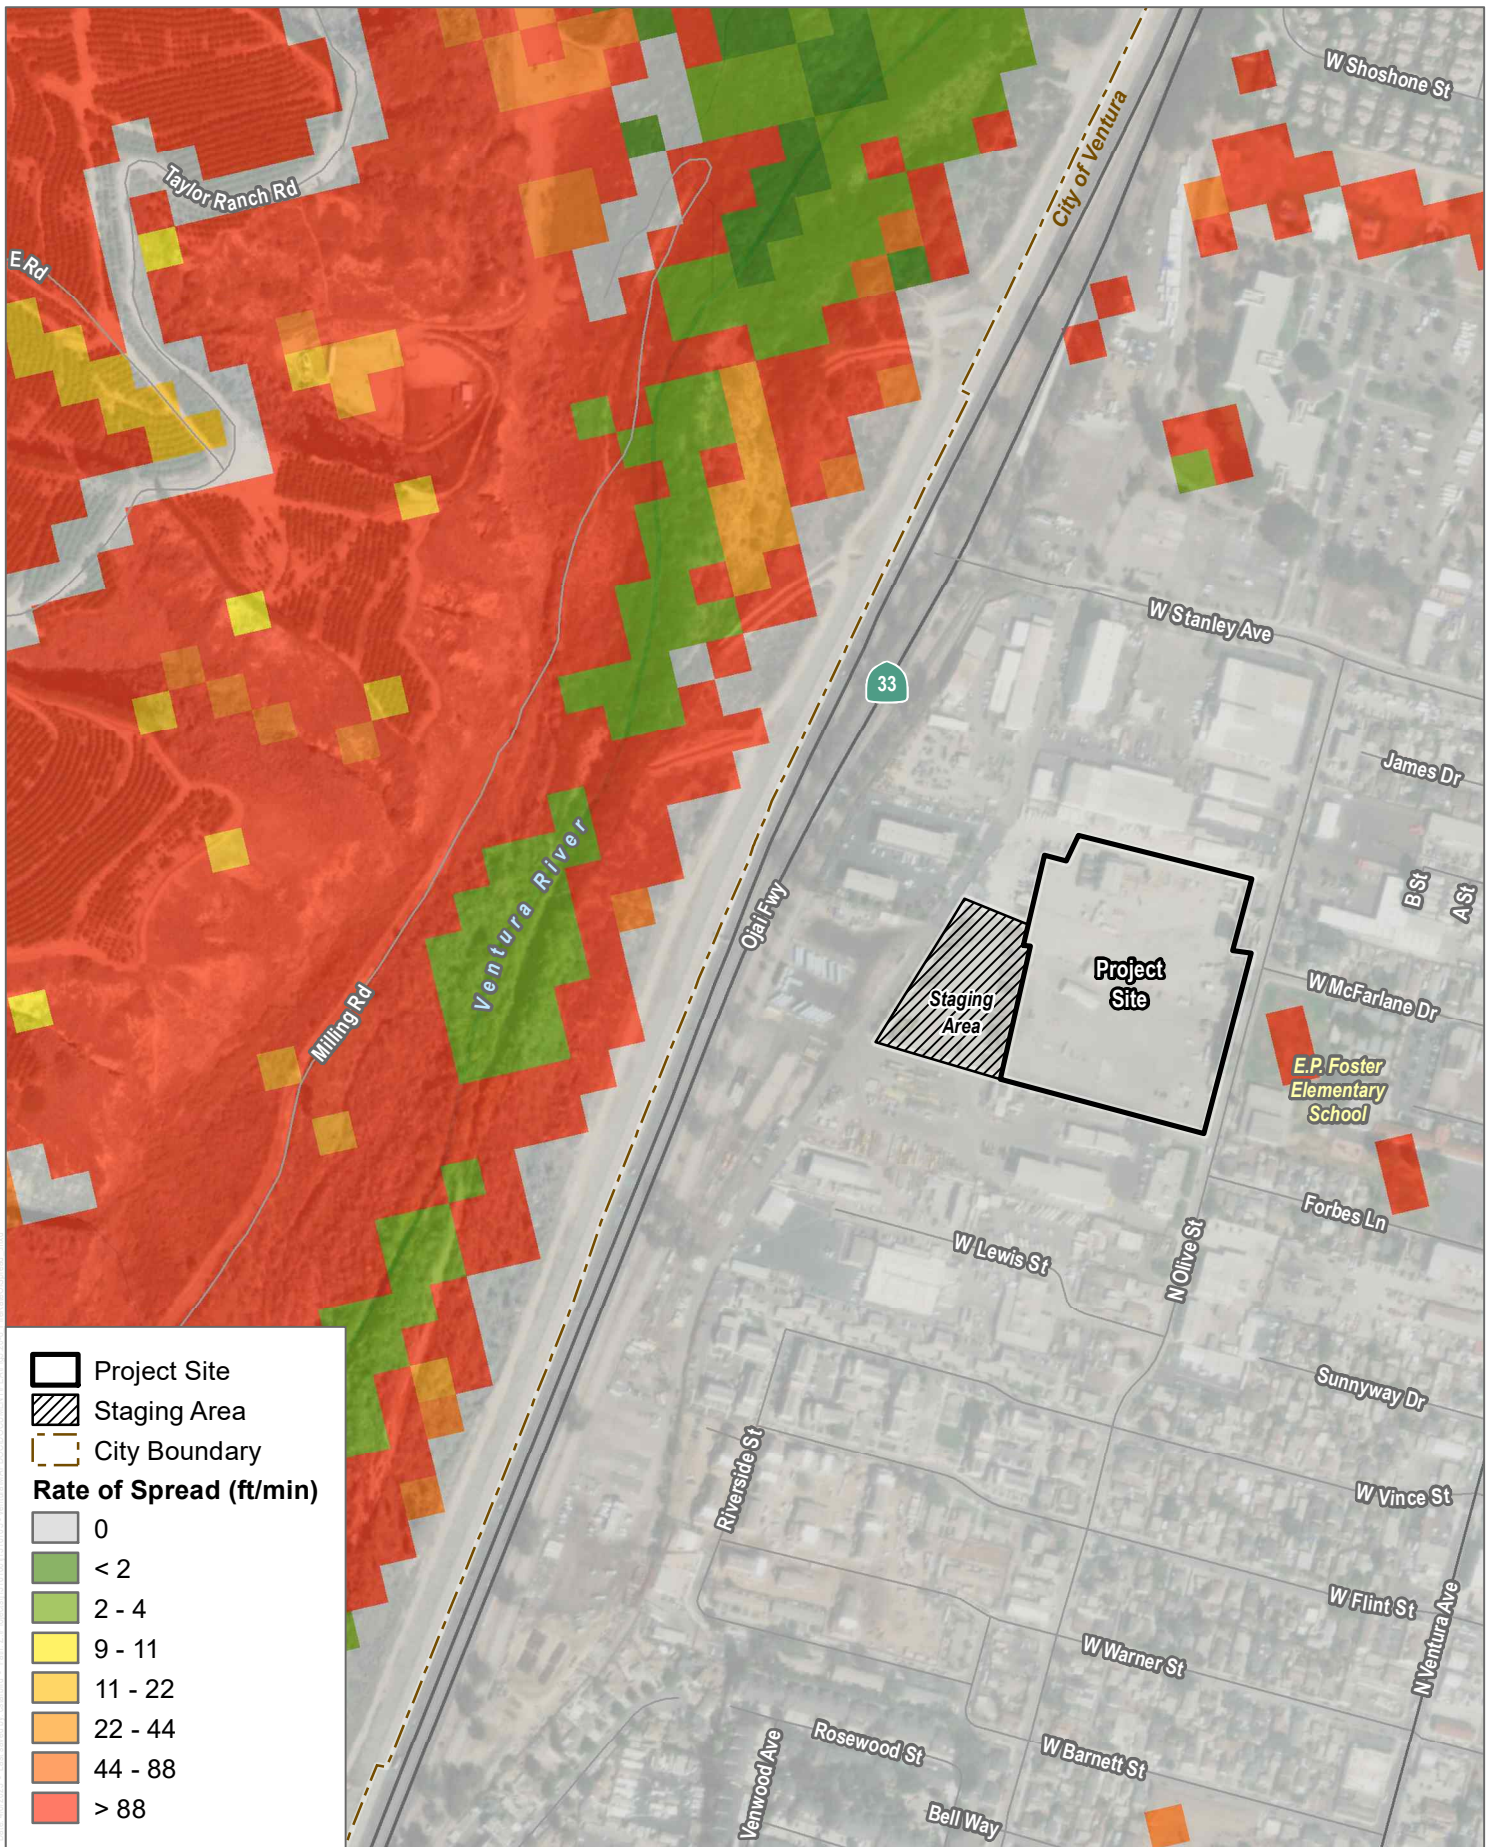 W Shoshone St
City of Ventura
Taylor Ranch Rd
E Rd
W Stanley Ave
33
James Dr
Ventura River
Ojai Fwy
B St
A St
Project
Site
Staging
Area
W McFarlane Dr
Milling Rd
E.P. Foster
Elementary
School
Forbes Ln
W Lewis St
N Olive St
Sunnyway Dr
Riverside St
W Vince St
W Flint St
N Ventura Ave
W Warner St
Rosewood St
W Barnett St
Venwood Ave
Bell Way
Project Site
Staging Area
City Boundary
Rate of Spread (ft/min)
0
< 2
2 - 4
9 - 11
11 - 22
22 - 44
44 - 88
> 88